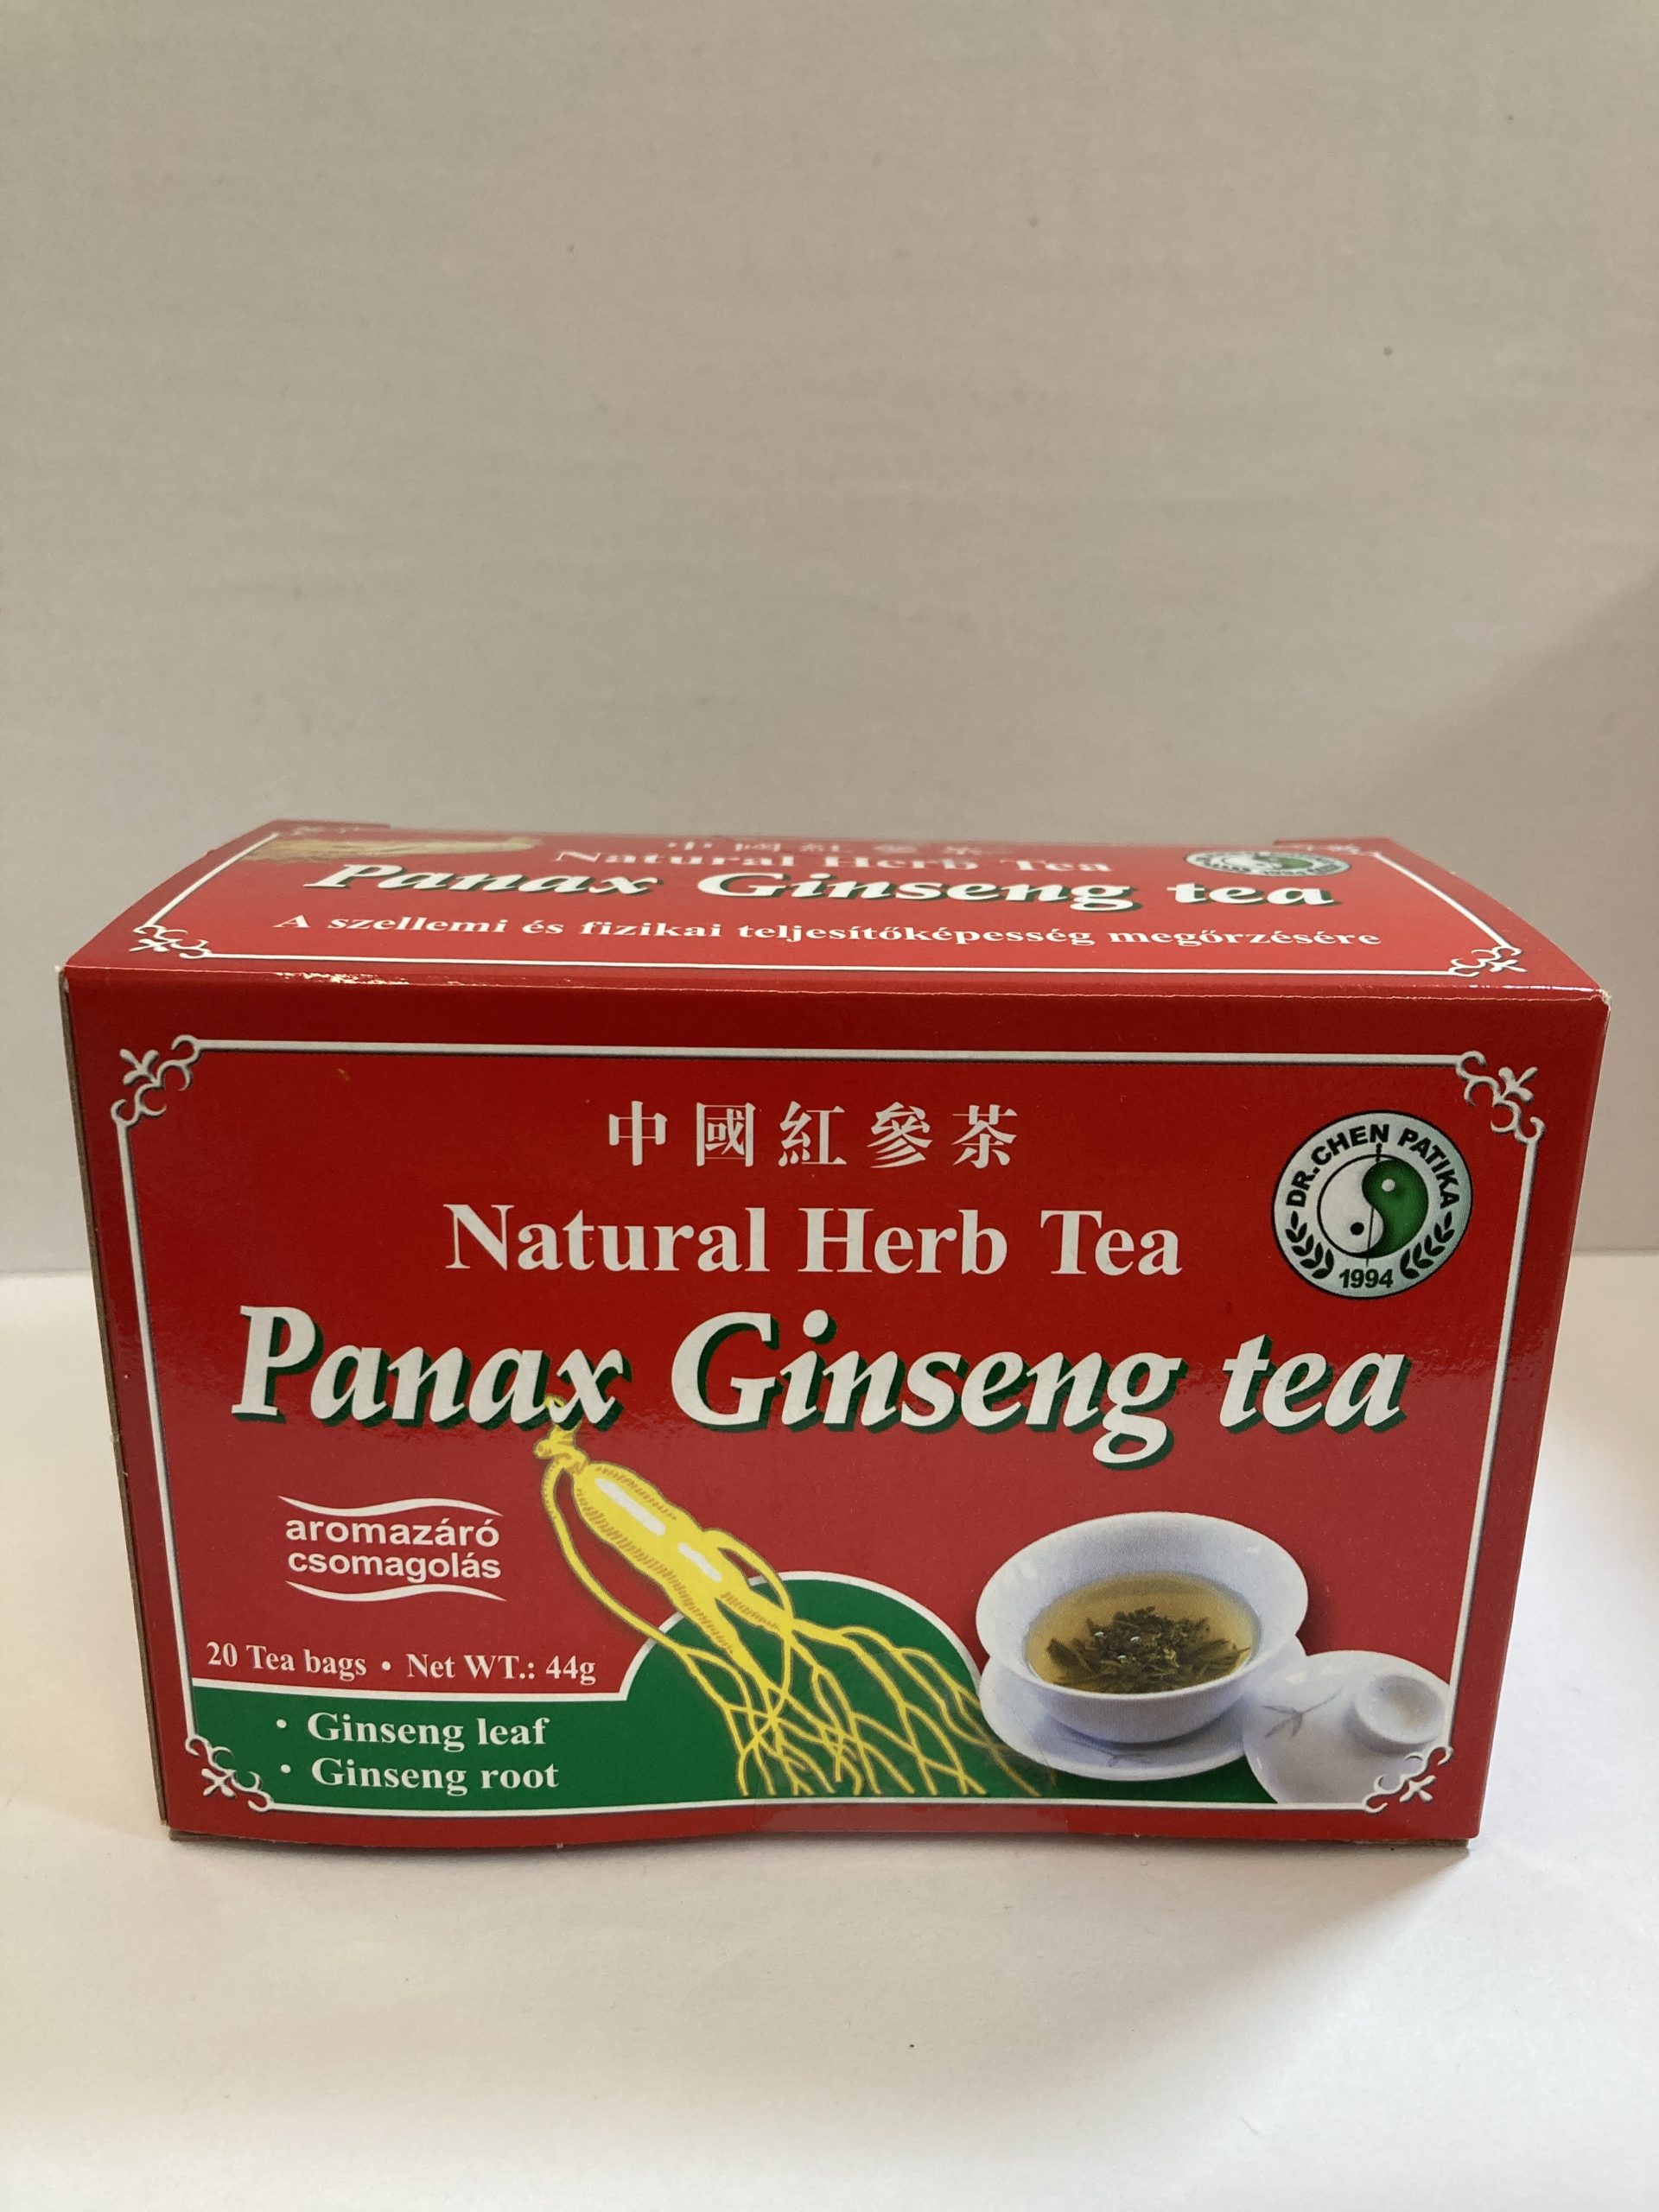 中國紅參茶
Natural Herb Tea
Panax Ginseng tea
A szellemi és fizikai teljesítőképesség megőrzésére
中國紅參茶
DR. CHEN PATIKA
1994
Natural Herb Tea
Panax Ginseng tea
aromazáró
csomagolás
20 Tea bags • Net WT.: 44g
• Ginseng leaf
• Ginseng root